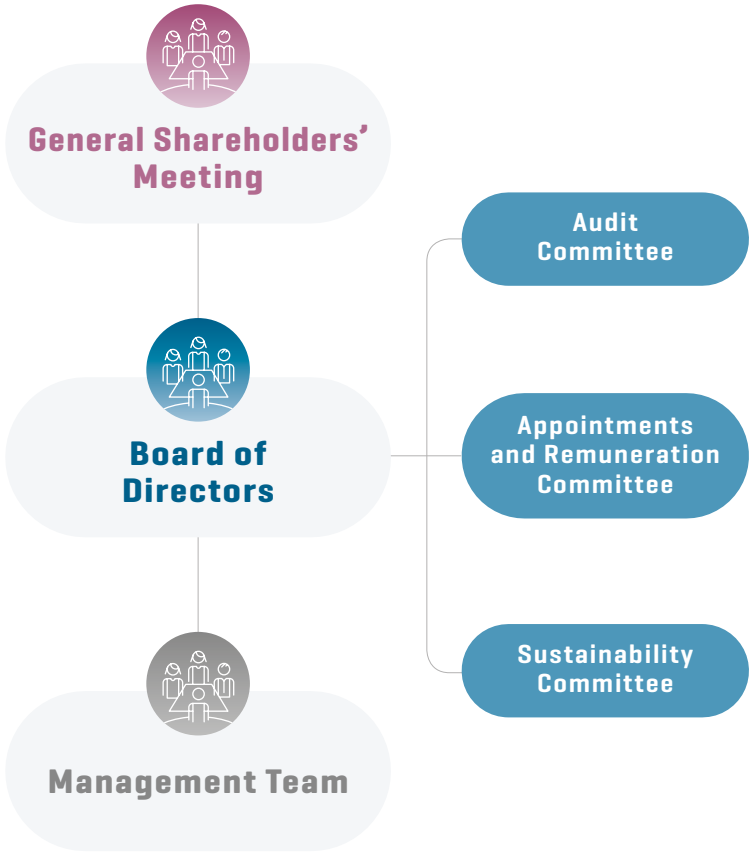 General Shareholders’
Meeting
Audit
Committee
Board of
Directors
Appointments
and Remuneration
Committee
Sustainability
Committee
Management Team